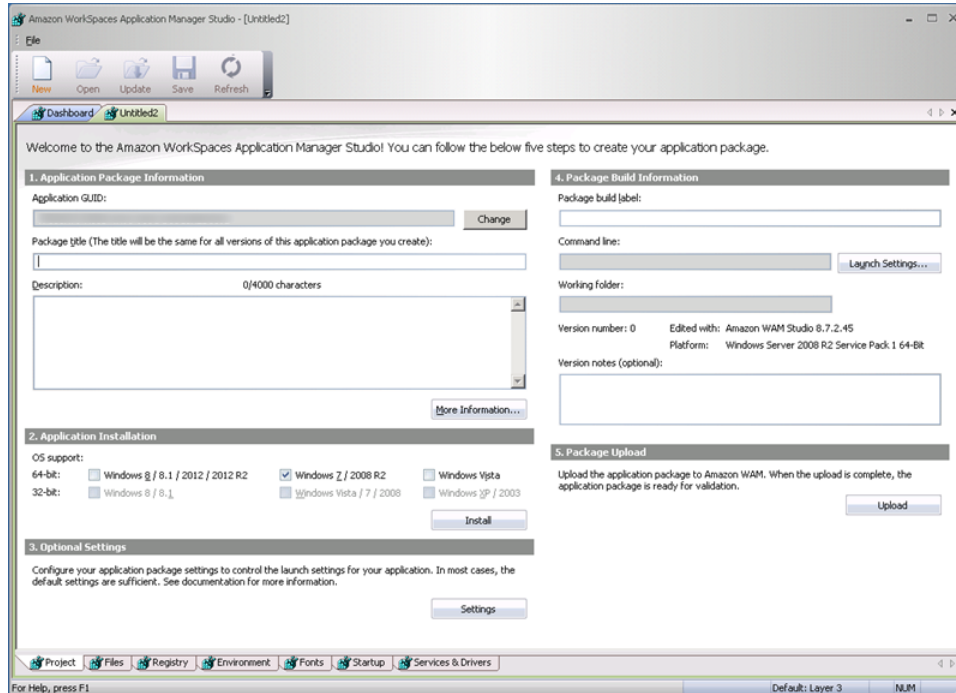 Amazon WorkSpaces Application Manager Studio - [Untitled2]
File
New Open Update Save Refresh
Dashboard Untitled2
Welcome to the Amazon WorkSpaces Application Manager Studio! You can follow the below five steps to create your application package.
1. Application Package Information
Application GUID:
Change
Package title (The title will be the same for all versions of this application package you create):
Description: 0/4000 characters
More Information...
2. Application Installation
OS support:
64-bit: Windows 8 / 8.1 / 2012 / 2012 R2 Windows 7 / 2008 R2 Windows Vista
32-bit: Windows 8 / 8.1 Windows Vista / 7 / 2008 Windows XP / 2003
Install
3. Optional Settings
Configure your application package settings to control the launch settings for your application. In most cases, the
default settings are sufficient. See documentation for more information.
Settings
4. Package Build Information
Package build label:
Command line:
Launch Settings...
Working folder:
Version number: 0 Edited with: Amazon WAM Studio 8.7.2.45
Platform: Windows Server 2008 R2 Service Pack 1 64-Bit
Version notes (optional):
5. Package Upload
Upload the application package to Amazon WAM. When the upload is complete, the
application package is ready for validation.
Upload
Project Files Registry Environment Fonts Startup Services & Drivers
For Help, press F1 Default: Layer 3 NUM